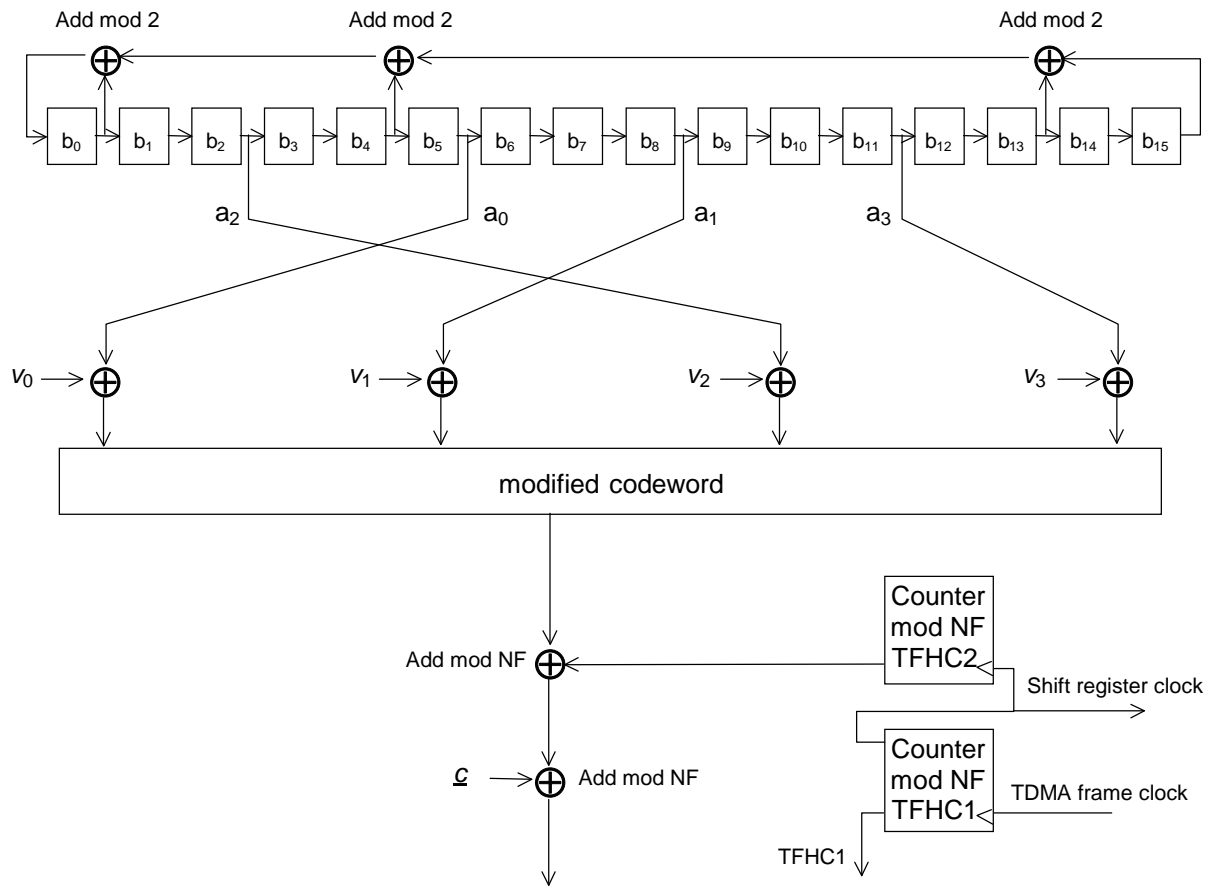 Add mod 2 Add mod 2 Add mod 2
b₀ b₁ b₂ b₃ b₄ b₅ b₆ b₇ b₈ b₉ b₁₀ b₁₁ b₁₂ b₁₃ b₁₄ b₁₅
a₂ a₀ a₁ a₃
v₀ v₁ v₂ v₃
modified codeword
Counter
mod NF
TFHC2
Add mod NF
Shift register clock
Counter
mod NF
TFHC1
c Add mod NF
TDMA frame clock
TFHC1